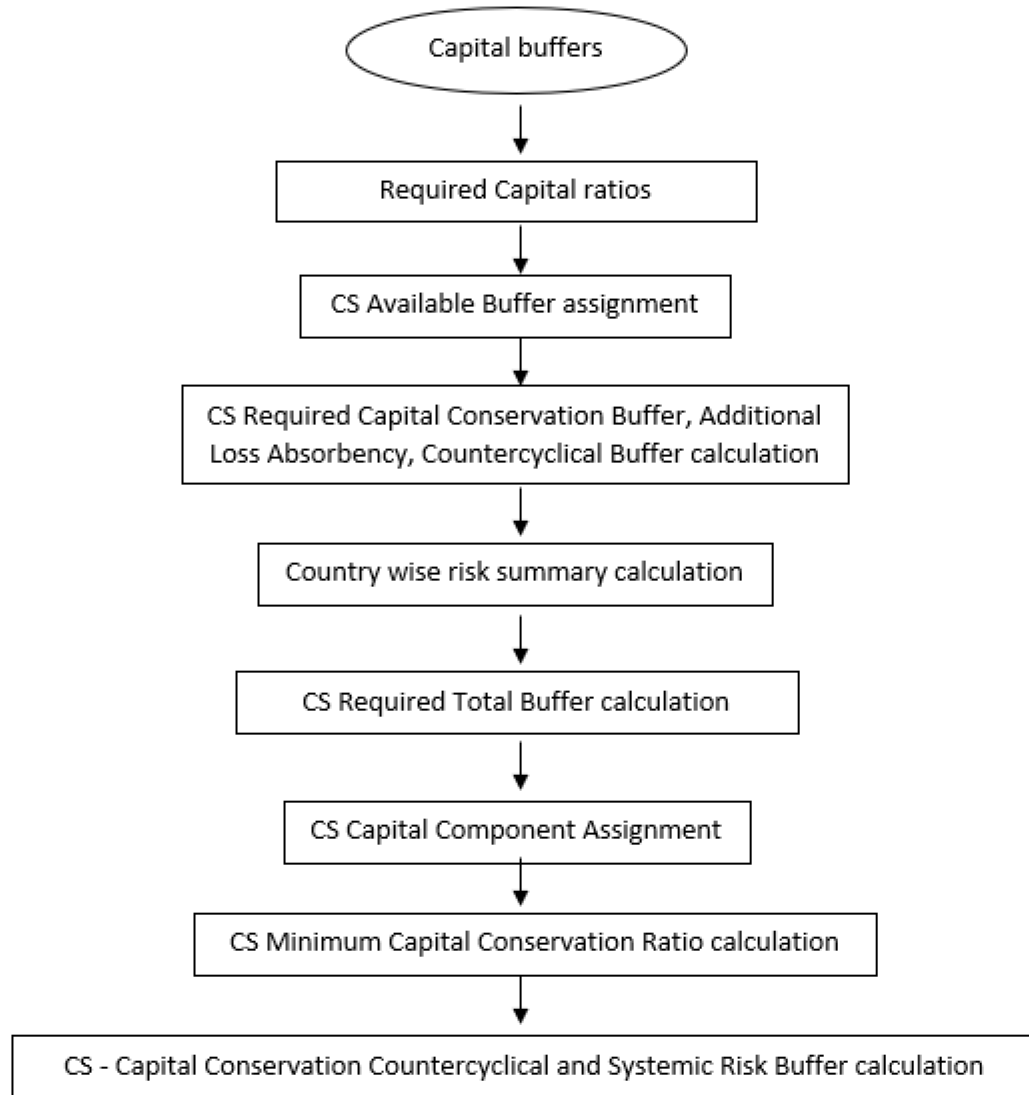 Capital buffers
Required Capital ratios
CS Available Buffer assignment
CS Required Capital Conservation Buffer, Additional
Loss Absorbency, Countercyclical Buffer calculation
Country wise risk summary calculation
CS Required Total Buffer calculation
CS Capital Component Assignment
CS Minimum Capital Conservation Ratio calculation
CS - Capital Conservation Countercyclical and Systemic Risk Buffer calculation